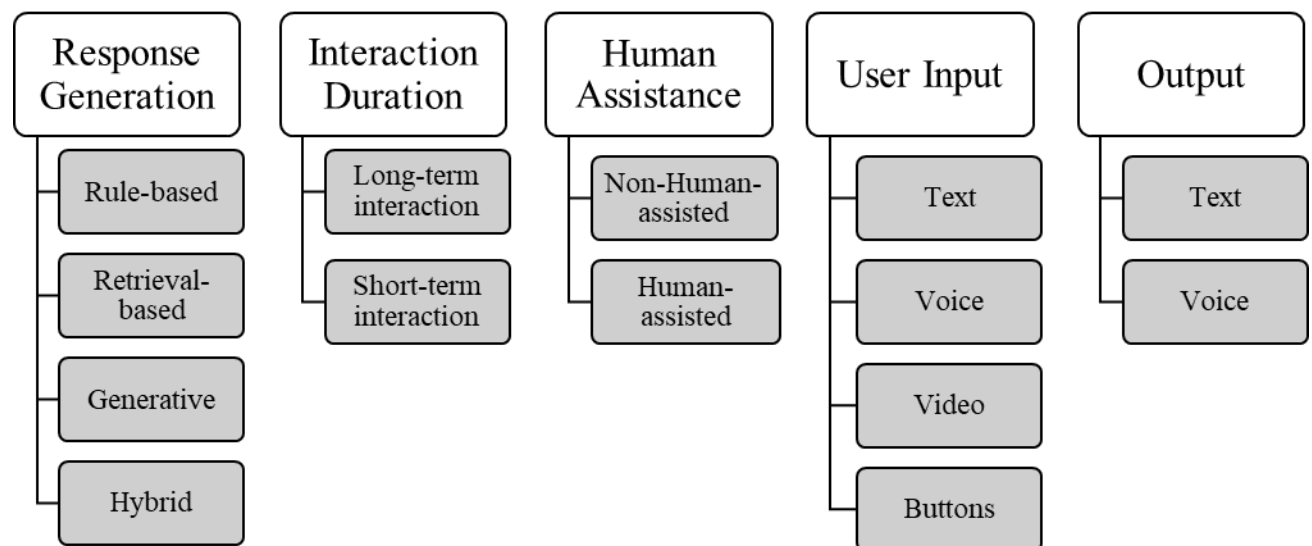 Response
Generation
Rule-based
Retrieval-
based
Generative
Hybrid
Interaction
Duration
Long-term
interaction
Short-term
interaction
Human
Assistance
Non-Human-
assisted
Human-
assisted
User Input
Text
Voice
Video
Buttons
Output
Text
Voice